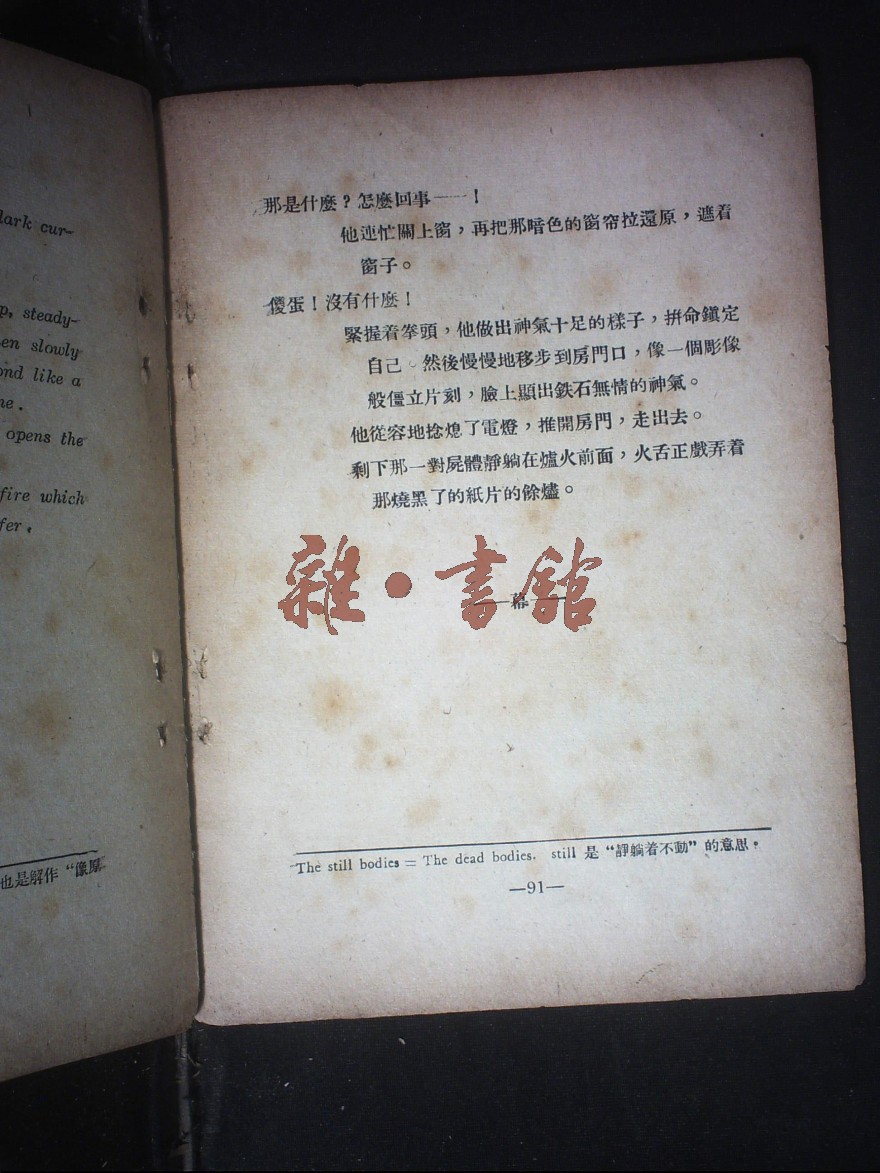 dark cur-
p, steady-
en slowly
ond like a
ne.
opens the
fire which
fer.
也是解作“像
那是什麼？怎麼回事——！
他連忙關上窗，再把那暗色的窗帘拉還原，遮着
窗子。
傻蛋！沒有什麼！
緊握着拳頭，他做出神氣十足的樣子，拚命鎭定
自己。然後慢慢地移步到房門口，像一個彫像
般僵立片刻，臉上顯出鉄石無情的神氣。
他從容地捻熄了電燈，推開房門，走出去。
剩下那一對屍體靜躺在爐火前面，火舌正戲弄着
那燒黑了的紙片的餘燼。
雜·書館
—幕—
The still bodies = The dead bodies. still 是“靜躺着不動”的意思。
—91—